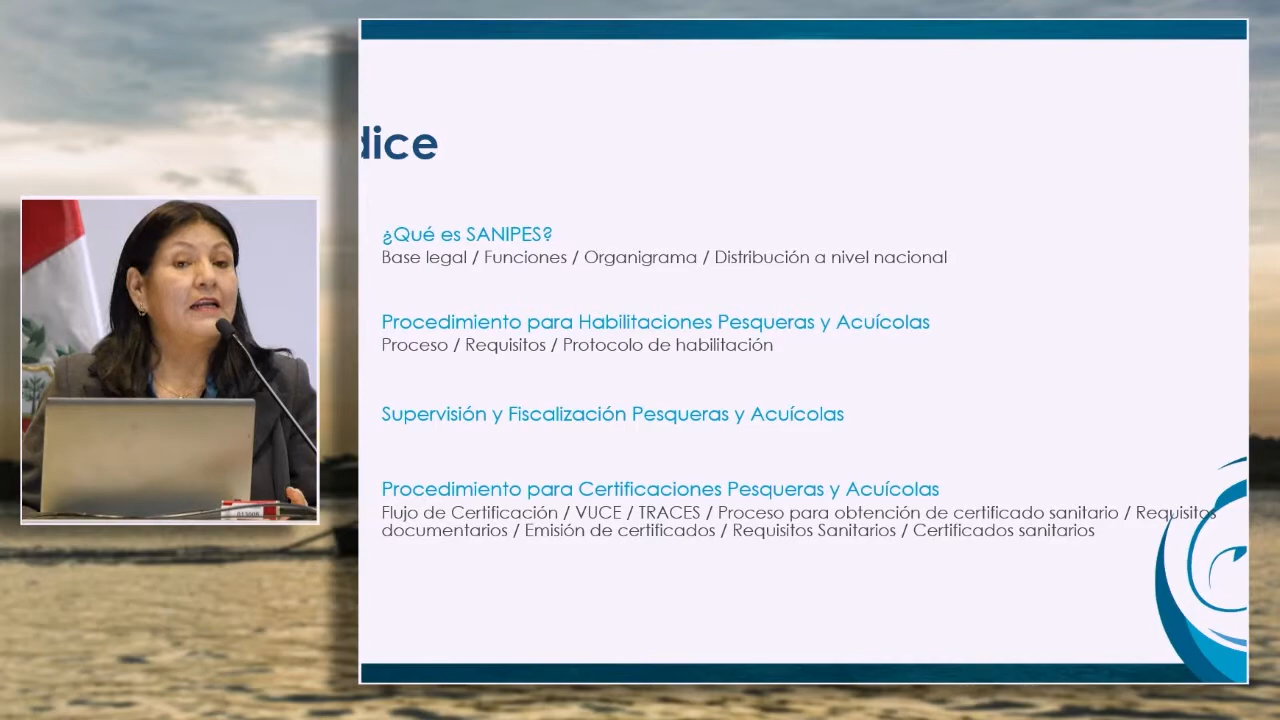 dice
¿Qué es SANIPES?
Base legal / Funciones / Organigrama / Distribución a nivel nacional
Procedimiento para Habilitaciones Pesqueras y Acuícolas
Proceso / Requisitos / Protocolo de habilitación
Supervisión y Fiscalización Pesqueras y Acuícolas
Procedimiento para Certificaciones Pesqueras y Acuícolas
Flujo de Certificación / VUCE / TRACES / Proceso para obtención de certificado sanitario / Requisitos
documentarios / Emisión de certificados / Requisitos Sanitarios / Certificados sanitarios